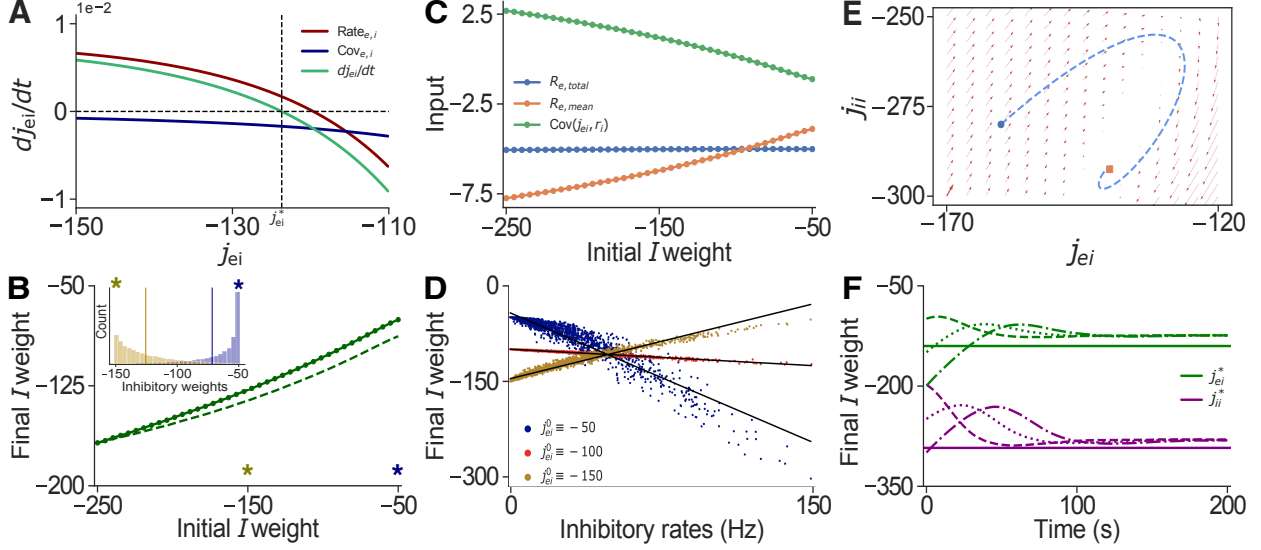 A
1e-2
1
0
−1
dj_ei/dt
Rate_e,i
Cov_e,i
dj_ei/dt
−150
−130
j*_ei
−110
j_ei
C
2.5
−2.5
−7.5
Input
R_e,total
R_e,mean
Cov(j_ei, r_i)
−250
−150
−50
Initial I weight
E
−250
−275
−300
j_ii
−170
−120
j_ei
B
−50
−125
−200
Final I weight
*
*
Count
−150
−100
−50
Inhibitory weights
*
*
−250
−150
−50
Initial I weight
D
0
−150
−300
Final I weight
j⁰_ei ≡ − 50
j⁰_ei ≡ − 100
j⁰_ei ≡ − 150
0
150
Inhibitory rates (Hz)
F
−50
−200
−350
Final I weight
j*_ei
j*_ii
0
100
200
Time (s)